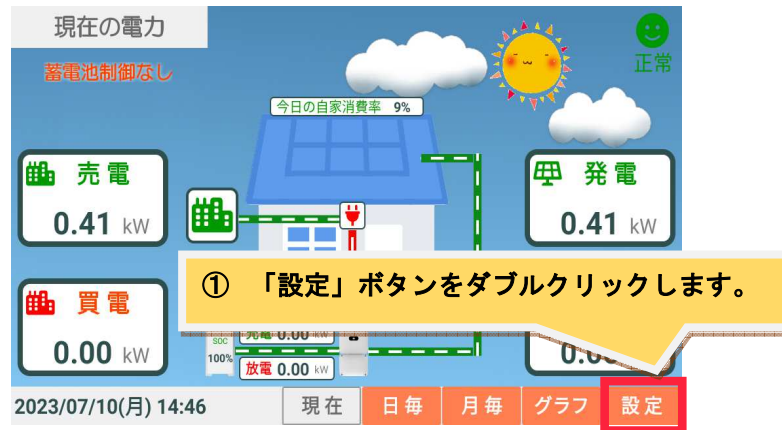 現在の電力
正常
蓄電池制御なし
今日の自家消費率 9%
売電
0.41 kW
発電
0.41 kW
① 「設定」ボタンをダブルクリックします。
買電
0.00 kW
SOC
100%
充電 0.00 kW
放電 0.00 kW
2023/07/10(月) 14:46
現在
日毎
月毎
グラフ
設定